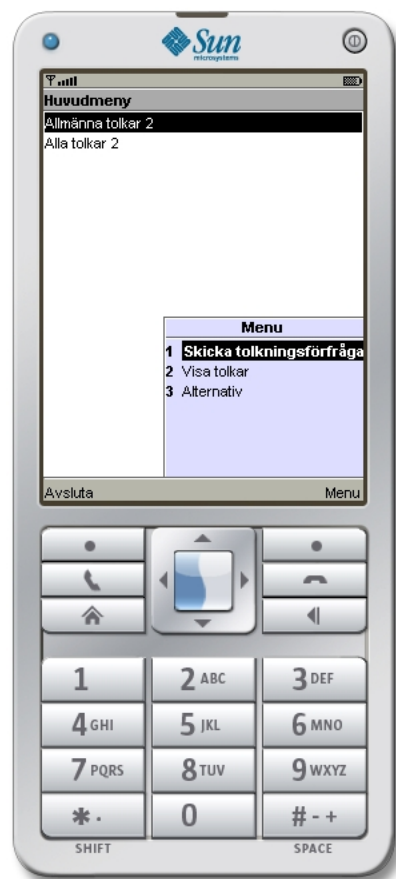 Sun
microsystems
Huvudmeny
Allmänna tolkar 2
Alla tolkar 2
Menu
1 Skicka tolkningsförfråga
2 Visa tolkar
3 Alternativ
Avsluta Menu
1 2 ABC 3 DEF
4 GHI 5 JKL 6 MNO
7 PQRS 8 TUV 9 WXYZ
* . 0 # - +
SHIFT SPACE